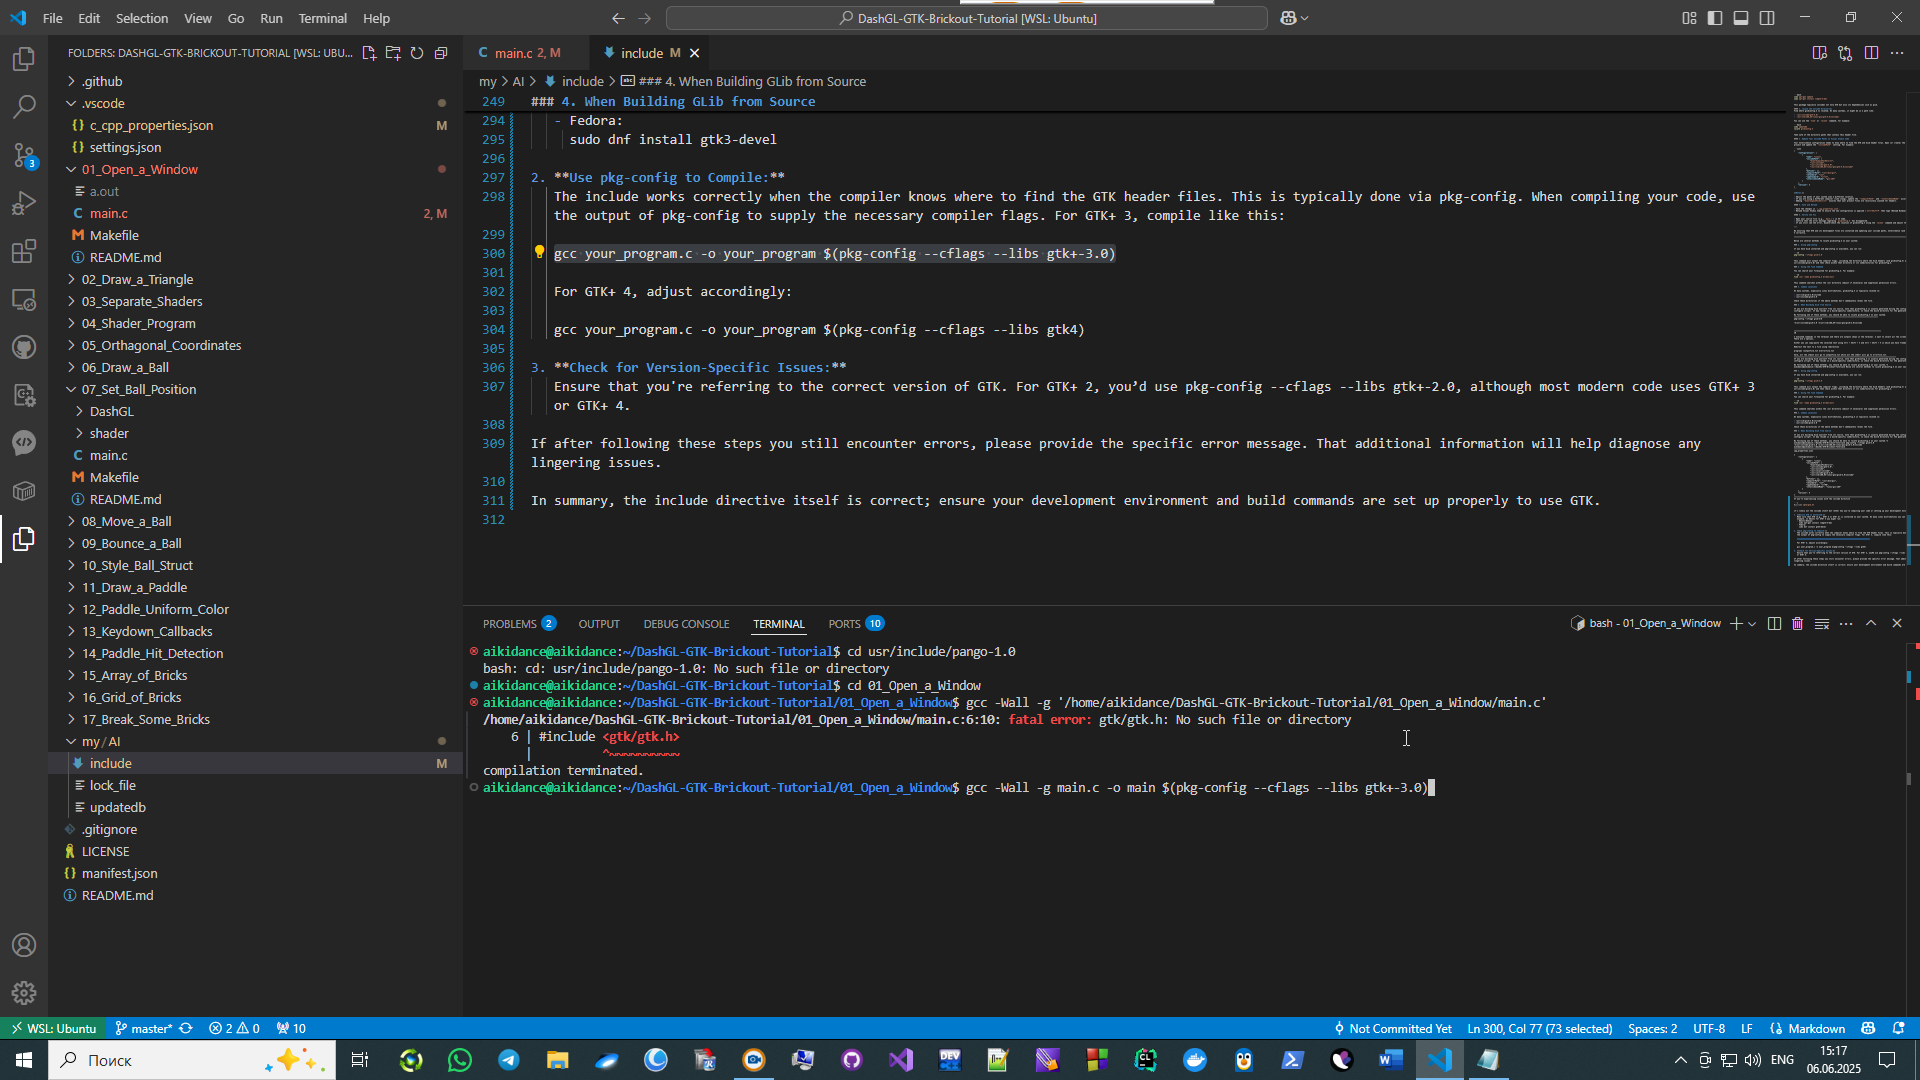 File Edit Selection View Go Run Terminal Help
DashGL-GTK-Brickout-Tutorial [WSL: Ubuntu]
FOLDERS: DASHGL-GTK-BRICKOUT-TUTORIAL [WSL: UBU...
.github
.vscode
c_cpp_properties.json M
settings.json
01_Open_a_Window
a.out
main.c 2, M
Makefile
README.md
02_Draw_a_Triangle
03_Separate_Shaders
04_Shader_Program
05_Orthagonal_Coordinates
06_Draw_a_Ball
07_Set_Ball_Position
DashGL
shader
main.c
Makefile
README.md
08_Move_a_Ball
09_Bounce_a_Ball
10_Style_Ball_Struct
11_Draw_a_Paddle
12_Paddle_Uniform_Color
13_Keydown_Callbacks
14_Paddle_Hit_Detection
15_Array_of_Bricks
16_Grid_of_Bricks
17_Break_Some_Bricks
my / AI
include M
lock_file
updatedb
.gitignore
LICENSE
manifest.json
README.md
main.c 2, M include M
my > AI > include > ### 4. When Building GLib from Source
249 ### 4. When Building GLib from Source
294 - Fedora:
295 sudo dnf install gtk3-devel
296
297 2. **Use pkg-config to Compile:**
298 The include works correctly when the compiler knows where to find the GTK header files. This is typically done via pkg-config. When compiling your code, use
the output of pkg-config to supply the necessary compiler flags. For GTK+ 3, compile like this:
299
300 gcc your_program.c -o your_program $(pkg-config --cflags --libs gtk+-3.0)
301
302 For GTK+ 4, adjust accordingly:
303
304 gcc your_program.c -o your_program $(pkg-config --cflags --libs gtk4)
305
306 3. **Check for Version-Specific Issues:**
307 Ensure that you're referring to the correct version of GTK. For GTK+ 2, you’d use pkg-config --cflags --libs gtk+-2.0, although most modern code uses GTK+ 3
or GTK+ 4.
308
309 If after following these steps you still encounter errors, please provide the specific error message. That additional information will help diagnose any
lingering issues.
310
311 In summary, the include directive itself is correct; ensure your development environment and build commands are set up properly to use GTK.
312
PROBLEMS 2 OUTPUT DEBUG CONSOLE TERMINAL PORTS 10
bash - 01_Open_a_Window
aikidance@aikidance:~/DashGL-GTK-Brickout-Tutorial$ cd usr/include/pango-1.0
bash: cd: usr/include/pango-1.0: No such file or directory
aikidance@aikidance:~/DashGL-GTK-Brickout-Tutorial$ cd 01_Open_a_Window
aikidance@aikidance:~/DashGL-GTK-Brickout-Tutorial/01_Open_a_Window$ gcc -Wall -g '/home/aikidance/DashGL-GTK-Brickout-Tutorial/01_Open_a_Window/main.c'
/home/aikidance/DashGL-GTK-Brickout-Tutorial/01_Open_a_Window/main.c:6:10: fatal error: gtk/gtk.h: No such file or directory
6 | #include <gtk/gtk.h>
| ^~~~~~~~~~~
compilation terminated.
aikidance@aikidance:~/DashGL-GTK-Brickout-Tutorial/01_Open_a_Window$ gcc -Wall -g main.c -o main $(pkg-config --cflags --libs gtk+-3.0)
3
WSL: Ubuntu master* 2 0 10
Not Committed Yet Ln 300, Col 77 (73 selected) Spaces: 2 UTF-8 LF Markdown
Поиск
ENG
15:17
06.06.2025